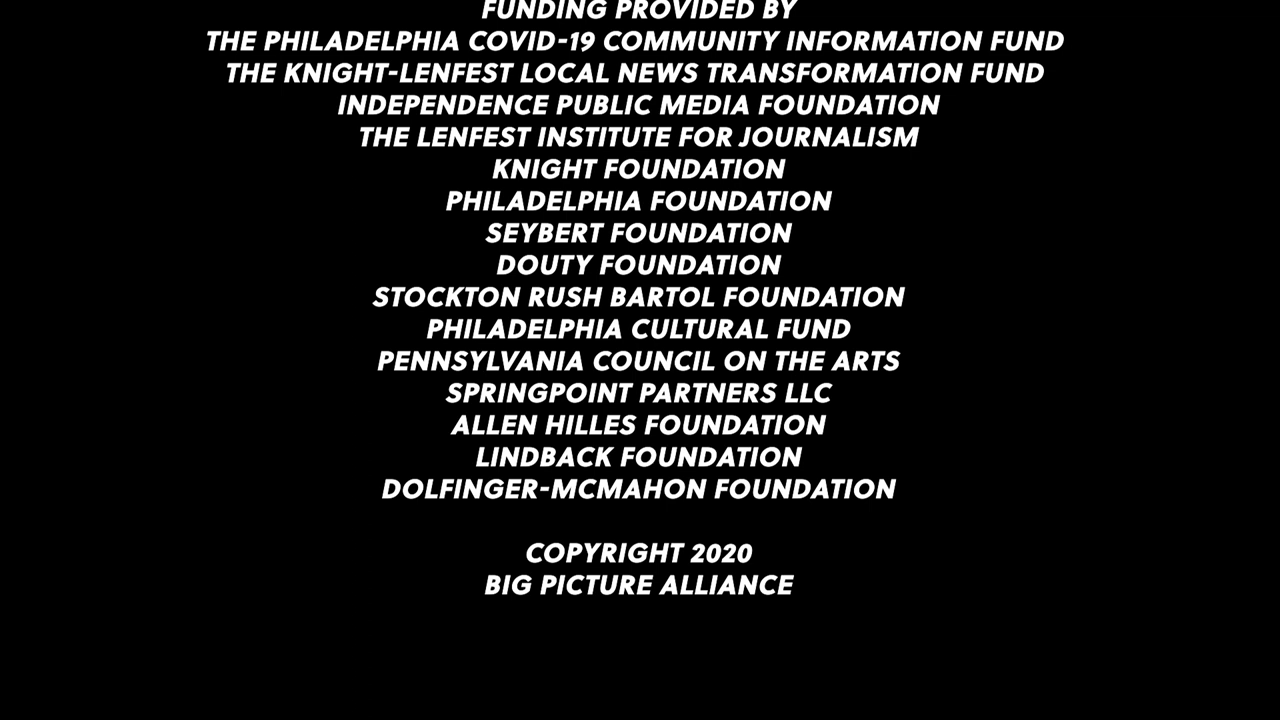 FUNDING PROVIDED BY
THE PHILADELPHIA COVID-19 COMMUNITY INFORMATION FUND
THE KNIGHT-LENFEST LOCAL NEWS TRANSFORMATION FUND
INDEPENDENCE PUBLIC MEDIA FOUNDATION
THE LENFEST INSTITUTE FOR JOURNALISM
KNIGHT FOUNDATION
PHILADELPHIA FOUNDATION
SEYBERT FOUNDATION
DOUTY FOUNDATION
STOCKTON RUSH BARTOL FOUNDATION
PHILADELPHIA CULTURAL FUND
PENNSYLVANIA COUNCIL ON THE ARTS
SPRINGPOINT PARTNERS LLC
ALLEN HILLES FOUNDATION
LINDBACK FOUNDATION
DOLFINGER-MCMAHON FOUNDATION
COPYRIGHT 2020
BIG PICTURE ALLIANCE